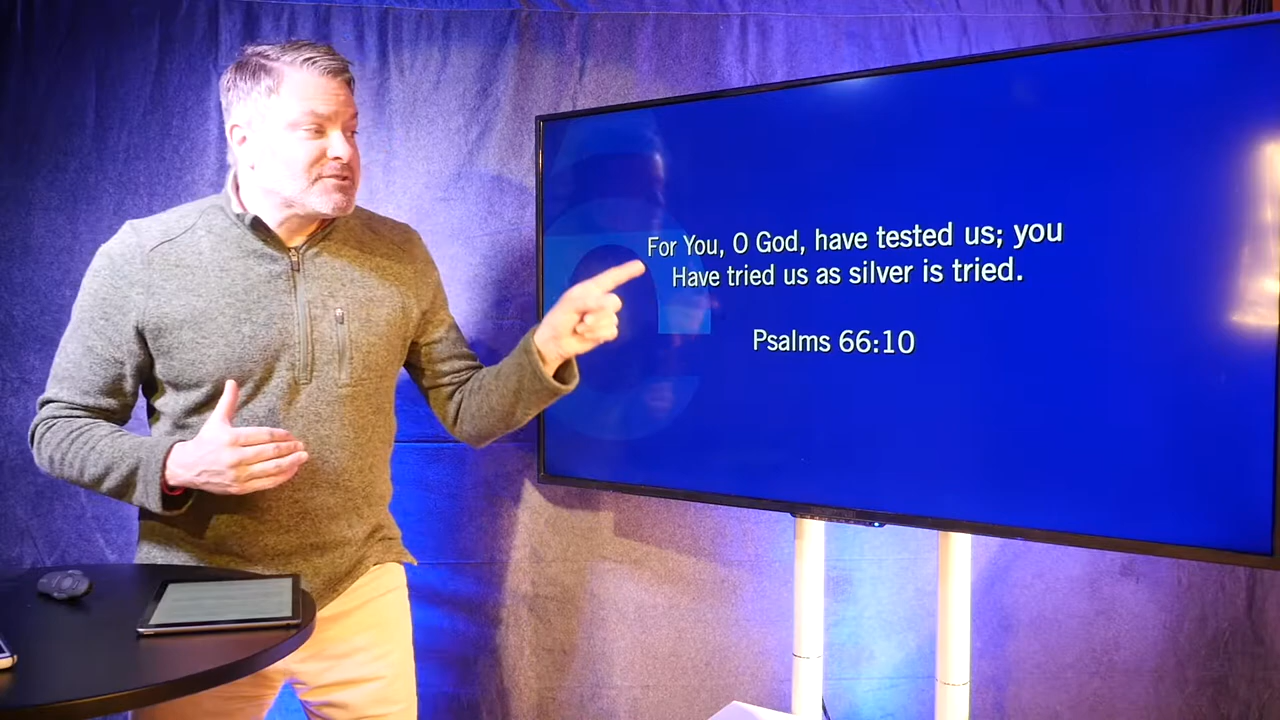 For You, O God, have tested us; you
Have tried us as silver is tried.
Psalms 66:10